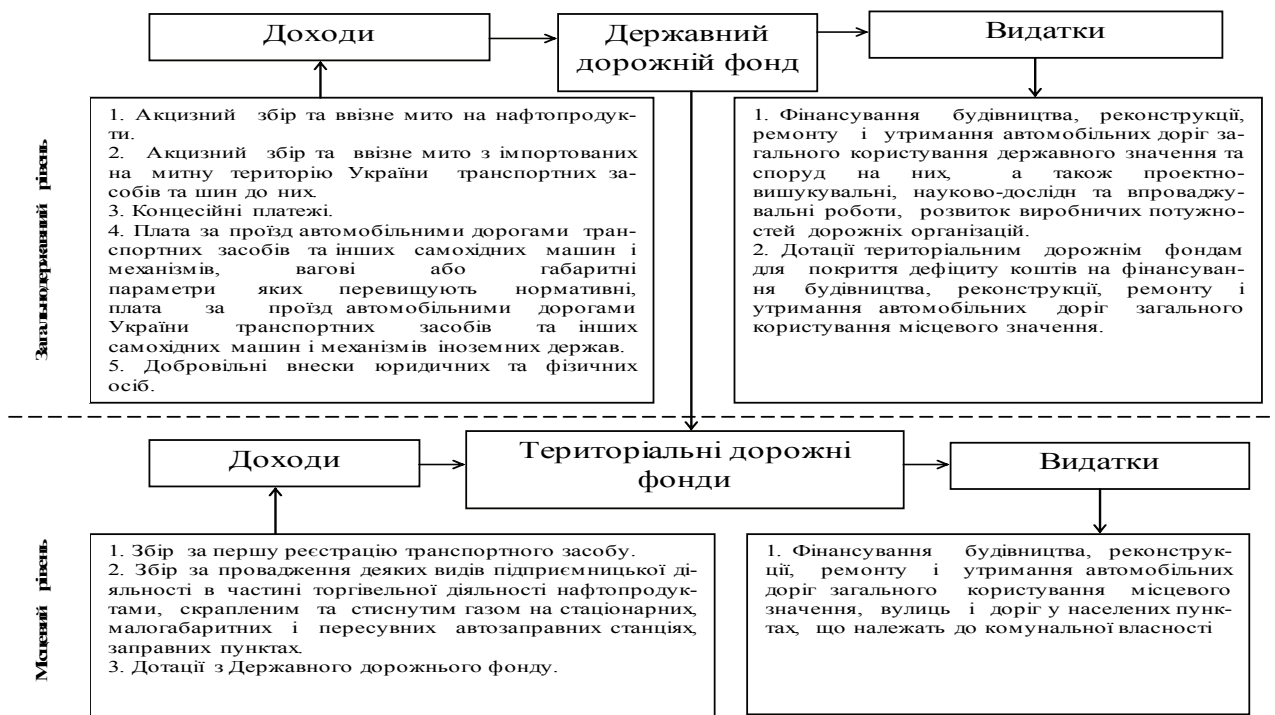 Доходи
Державний
дорожній фонд
Видатки
Загальнодержавний рівень
1. Акцизний збір та ввізне мито на нафтопродук-
ти.
2. Акцизний збір та ввізне мито з імпортованих
на митну територію України транспортних за-
собів та шин до них.
3. Концесійні платежі.
4. Плата за проїзд автомобільними дорогами тран-
спортних засобів та інших самохідних машин і
механізмів, вагові або габаритні
параметри яких перевищують нормативні,
плата за проїзд автомобільними дорогами
України транспортних засобів та інших
самохідних машин і механізмів іноземних держав.
5. Добровільні внески юридичних та фізичних
осіб.
1. Фінансування будівництва, реконструкції,
ремонту і утримання автомобільних доріг за-
гального користування державного значення та
споруд на них, а також проектно-
вишукувальні, науково-дослідн та впроваджу-
вальні роботи, розвиток виробничих потужно-
стей дорожніх організацій.
2. Дотації територіальним дорожнім фондам
для покриття дефіциту коштів на фінансуван-
ня будівництва, реконструкції, ремонту і
утримання автомобільних доріг загального
користування місцевого значення.
Доходи
Територіальні дорожні
фонди
Видатки
Місцевий рівень
1. Збір за першу реєстрацію транспортного засобу.
2. Збір за провадження деяких видів підприємницької ді-
яльності в частині торгівельної діяльності нафтопродук-
тами, скрапленим та стиснутим газом на стаціонарних,
малогабаритних і пересувних автозаправних станціях,
заправних пунктах.
3. Дотації з Державного дорожнього фонду.
1. Фінансування будівництва, реконструк-
ції, ремонту і утримання автомобільних
доріг загального користування місцевого
значення, вулиць і доріг у населених пунк-
тах, що належать до комунальної власності